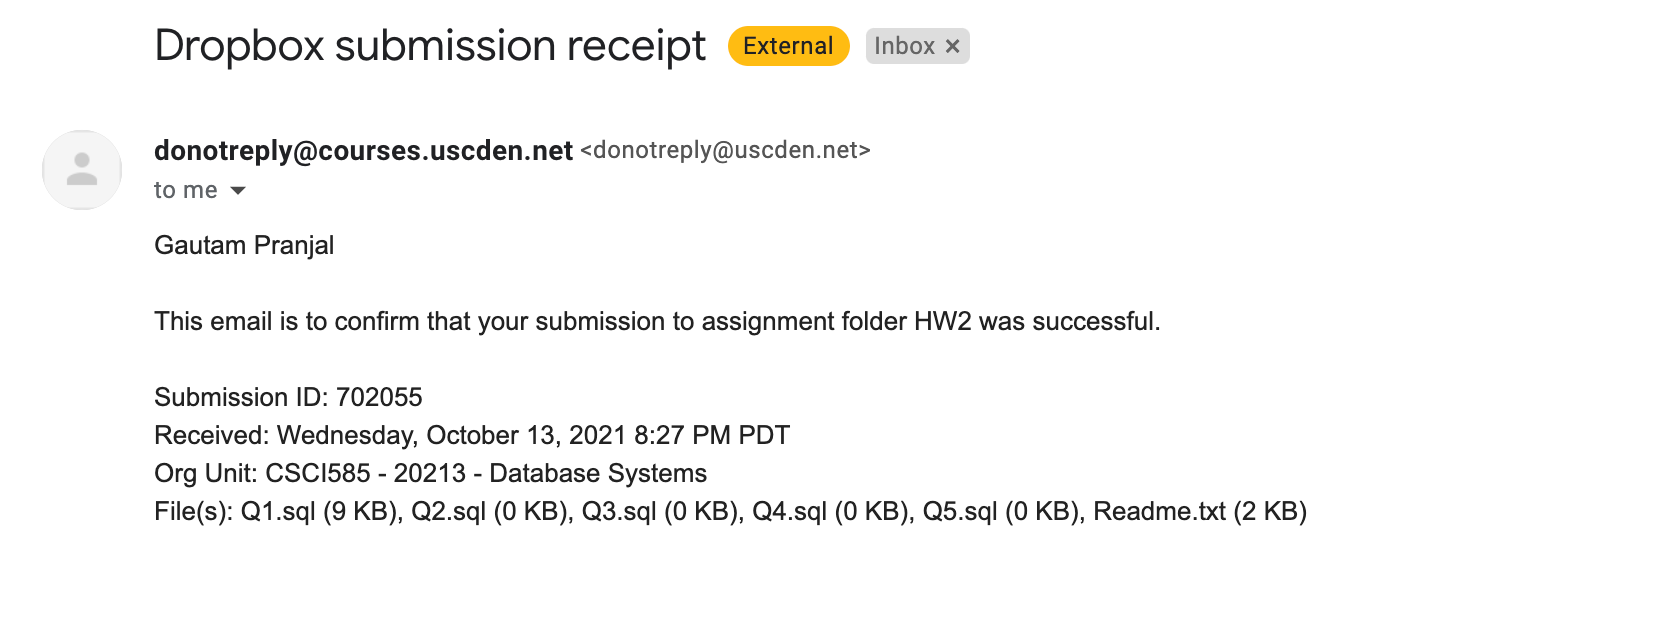 Dropbox submission receipt External Inbox ×
donotreply@courses.uscden.net <donotreply@uscden.net>
to me
Gautam Pranjal
This email is to confirm that your submission to assignment folder HW2 was successful.
Submission ID: 702055
Received: Wednesday, October 13, 2021 8:27 PM PDT
Org Unit: CSCI585 - 20213 - Database Systems
File(s): Q1.sql (9 KB), Q2.sql (0 KB), Q3.sql (0 KB), Q4.sql (0 KB), Q5.sql (0 KB), Readme.txt (2 KB)